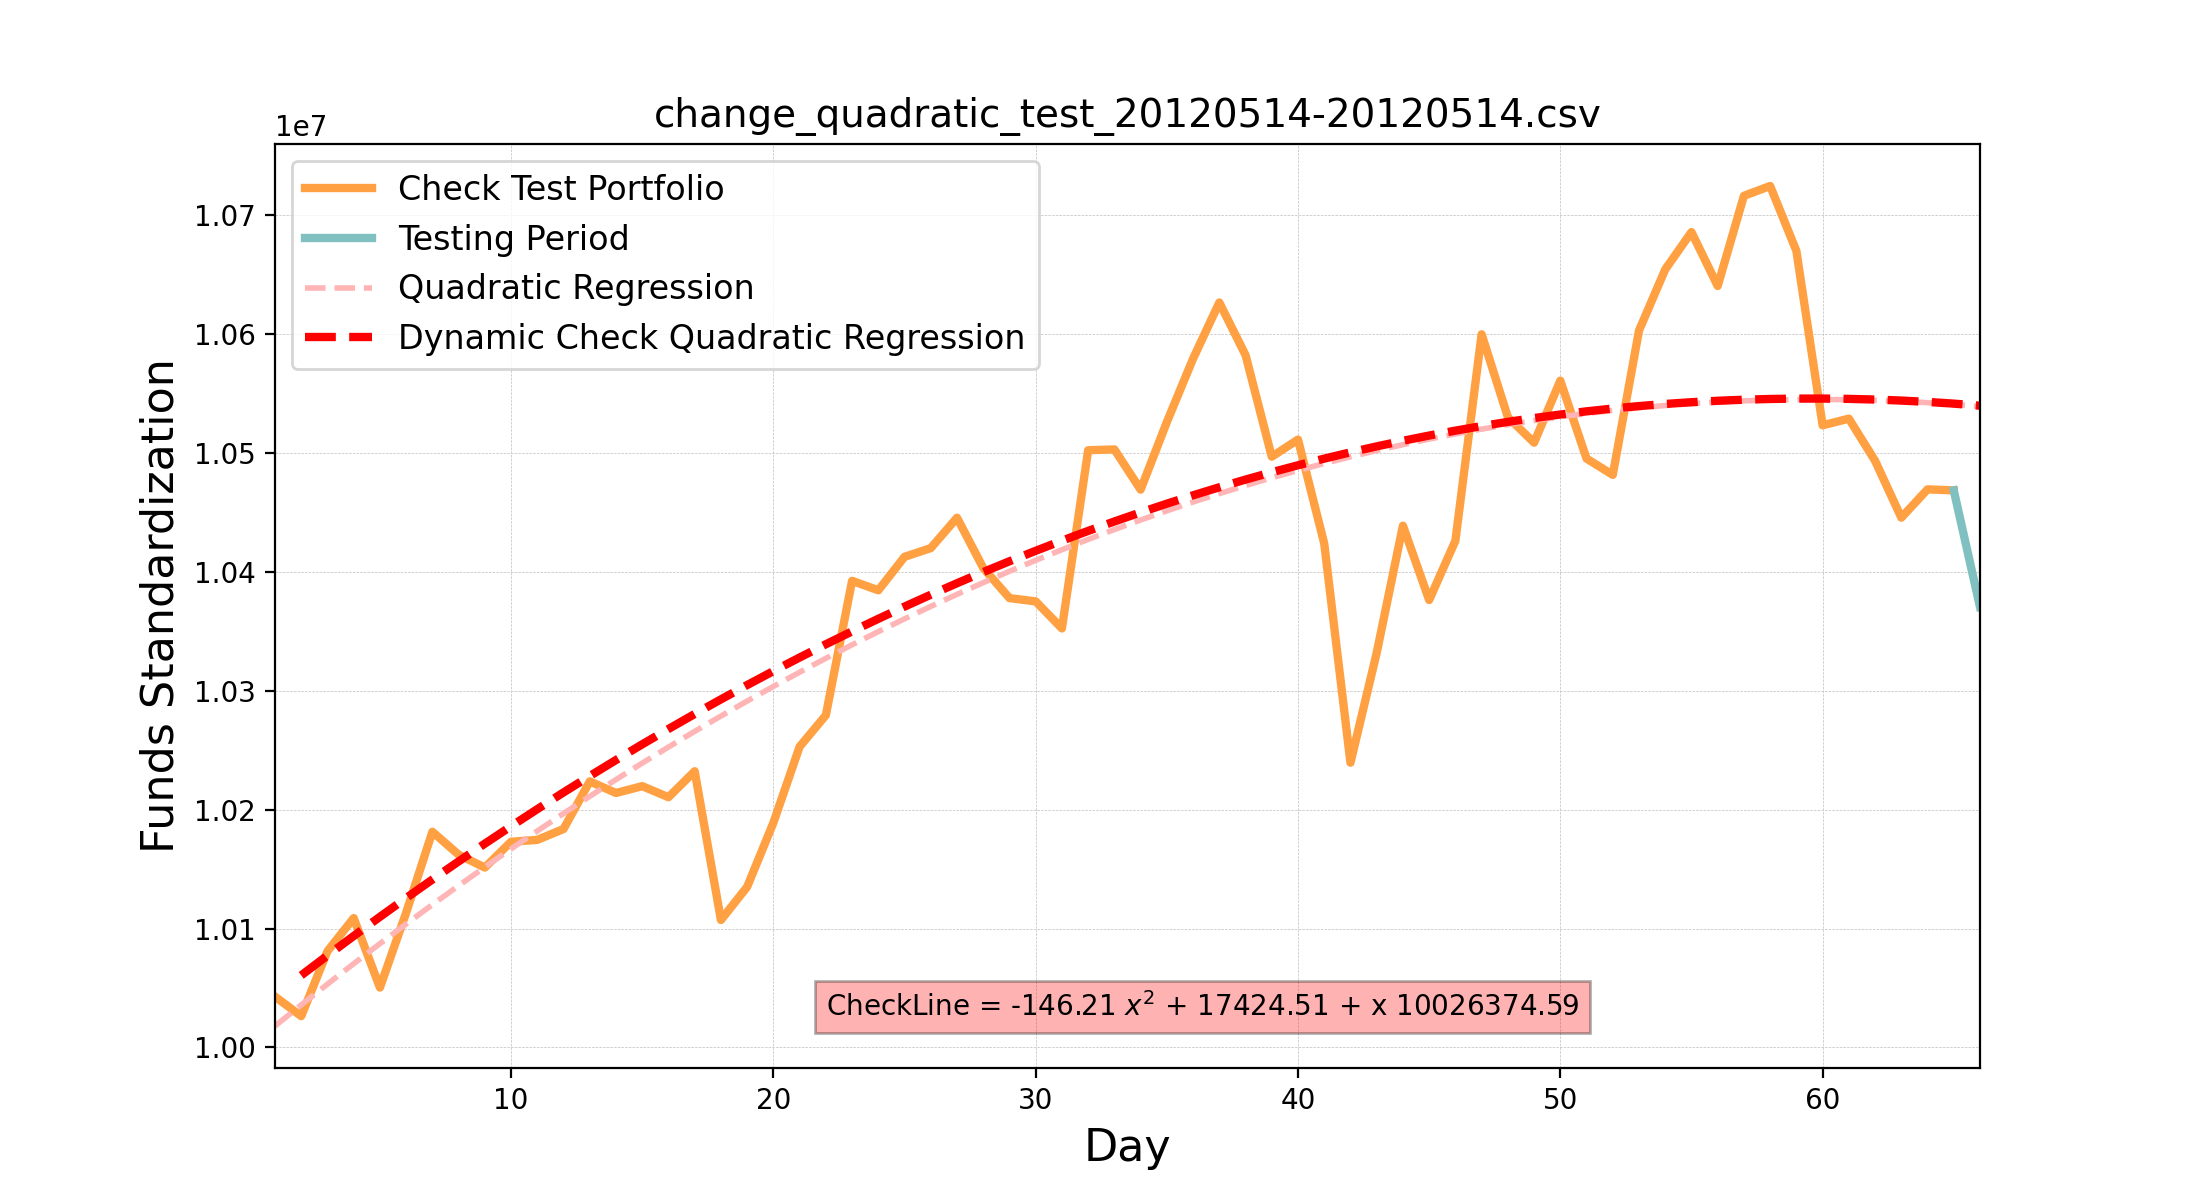 change_quadratic_test_20120514-20120514.csv
1e7
Check Test Portfolio
Testing Period
Quadratic Regression
Dynamic Check Quadratic Regression
1.07
1.06
1.05
1.04
1.03
1.02
1.01
1.00
Funds Standardization
CheckLine = -146.21 x² + 17424.51 + x 10026374.59
10 20 30 40 50 60
Day